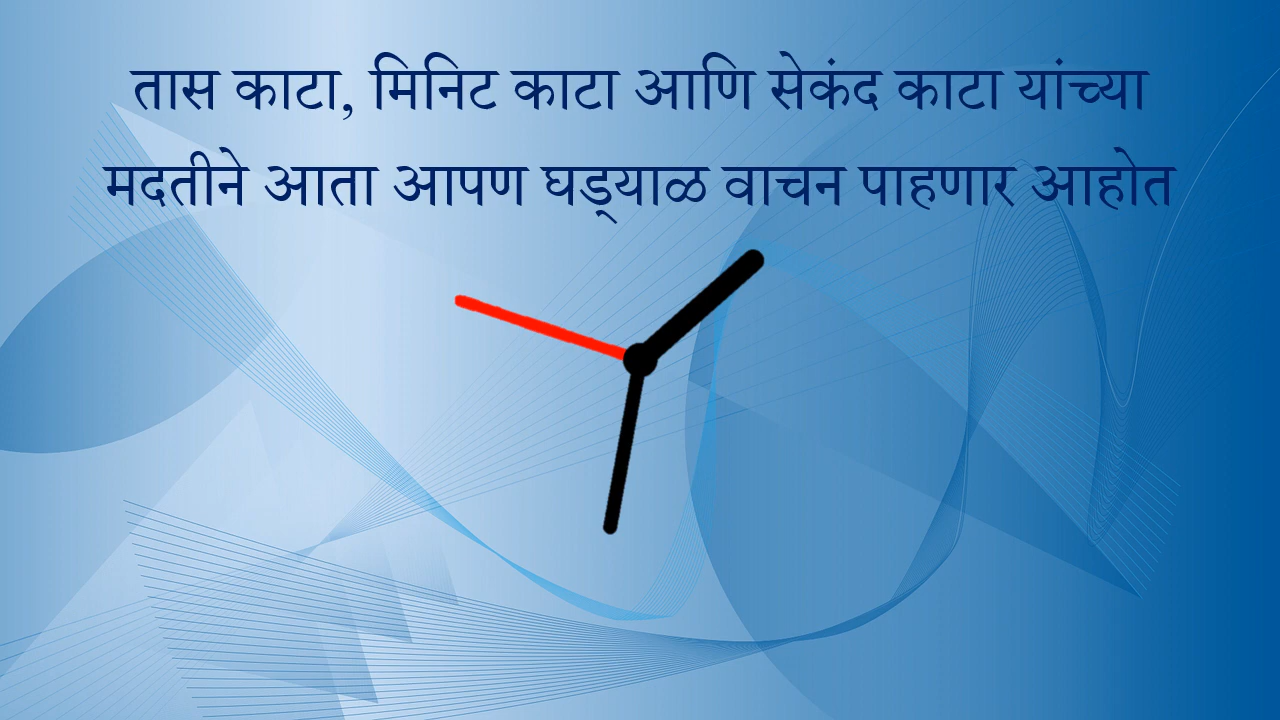 तास काटा, मिनिट काटा आणि सेकंद काटा यांच्या
मदतीने आता आपण घड्याळ वाचन पाहणार आहोत